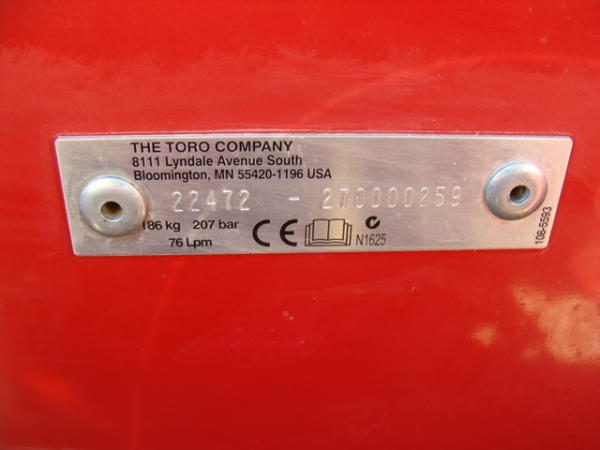 THE TORO COMPANY
8111 Lyndale Avenue South
Bloomington, MN 55420-1196 USA
22472 - 270000259
186 kg 207 bar
76 Lpm
CE
N1625
108-5593